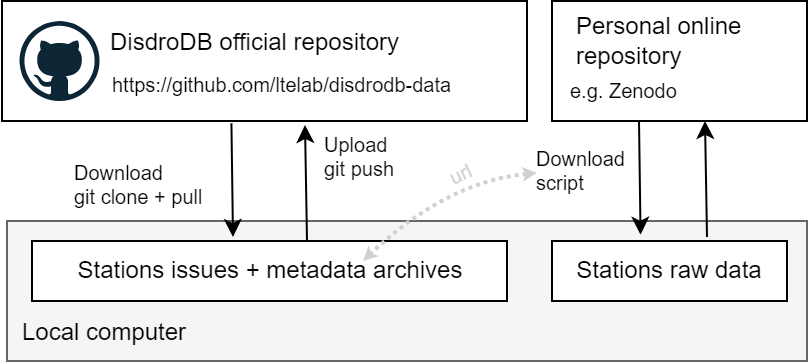 DisdroDB official repository
https://github.com/ltelab/disdrodb-data
Personal online
repository
e.g. Zenodo
Download
git clone + pull
Upload
git push
url
Download
script
Stations issues + metadata archives
Stations raw data
Local computer